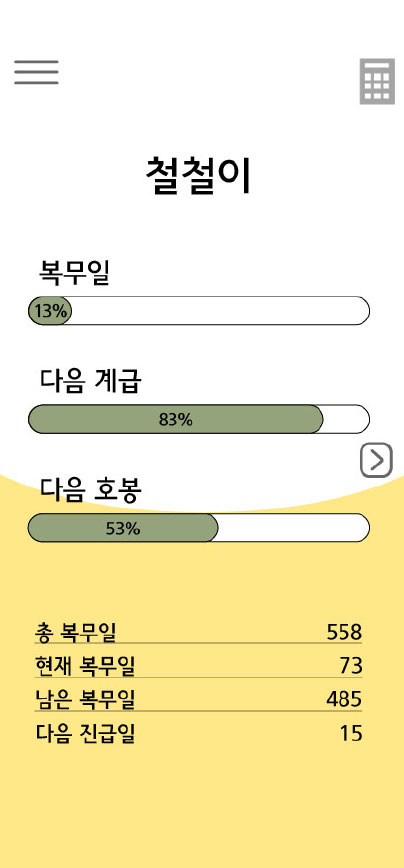 철철이
복무일
13%
다음 계급
83%
다음 호봉
53%
총 복무일 558
현재 복무일 73
남은 복무일 485
다음 진급일 15